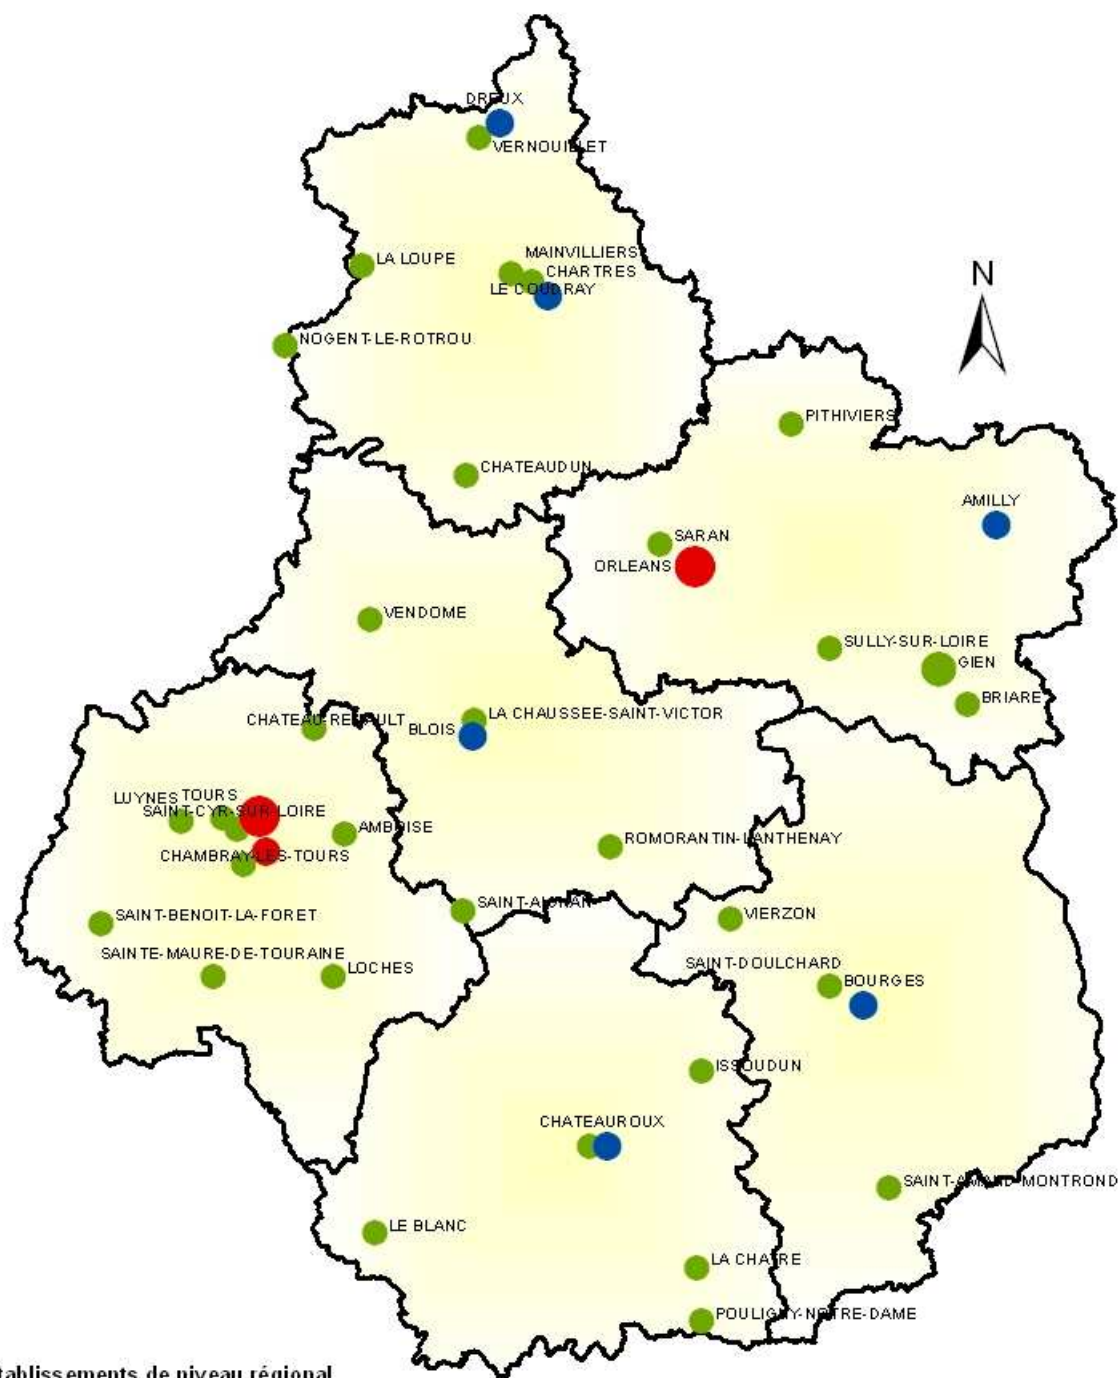 DREUX
VERNOUILLET
MAINVILLIERS
LA LOUPE
CHARTRES
N
LE COUDRAY
NOGENT-LE-ROTROU
PITHIVIERS
CHATEAUDUN
AMILLY
SARAN
ORLEANS
VENDOME
SULLY-SUR-LOIRE
GIEN
BRIARE
LA CHAUSSEE-SAINT-VICTOR
CHATEAU-RENAULT
BLOIS
LUYNES TOURS
SAINT-CYR-SUR-LOIRE
AMBOISE
ROMORANTIN-LANTHENAY
CHAMBRAY-LES-TOURS
SAINT-AIGNAN
SAINT-BENOIT-LA-FORET
VIERZON
SAINTE-MAURE-DE-TOURAINE
SAINT-DOULCHARD
LOCHES
BOURGES
ISSOUDUN
CHATEAUROUX
SAINT-AMAND-MONTROND
LE BLANC
LA CHATRE
POULIGNY-NOTRE-DAME
tablissements de niveau régional